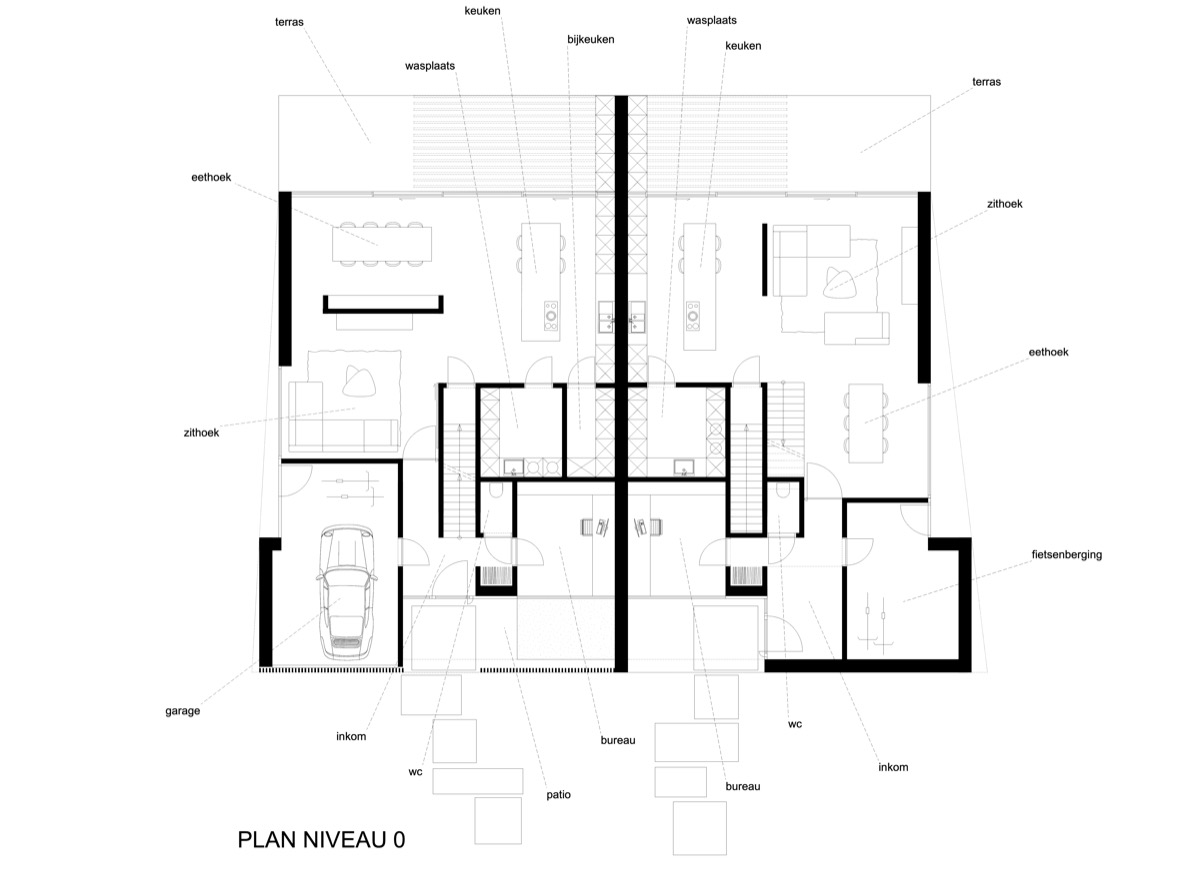 keuken
terras
wasplaats
bijkeuken
keuken
wasplaats
terras
eethoek
zithoek
eethoek
zithoek
fietsenberging
garage
wc
inkom
bureau
inkom
wc
bureau
patio
PLAN NIVEAU 0